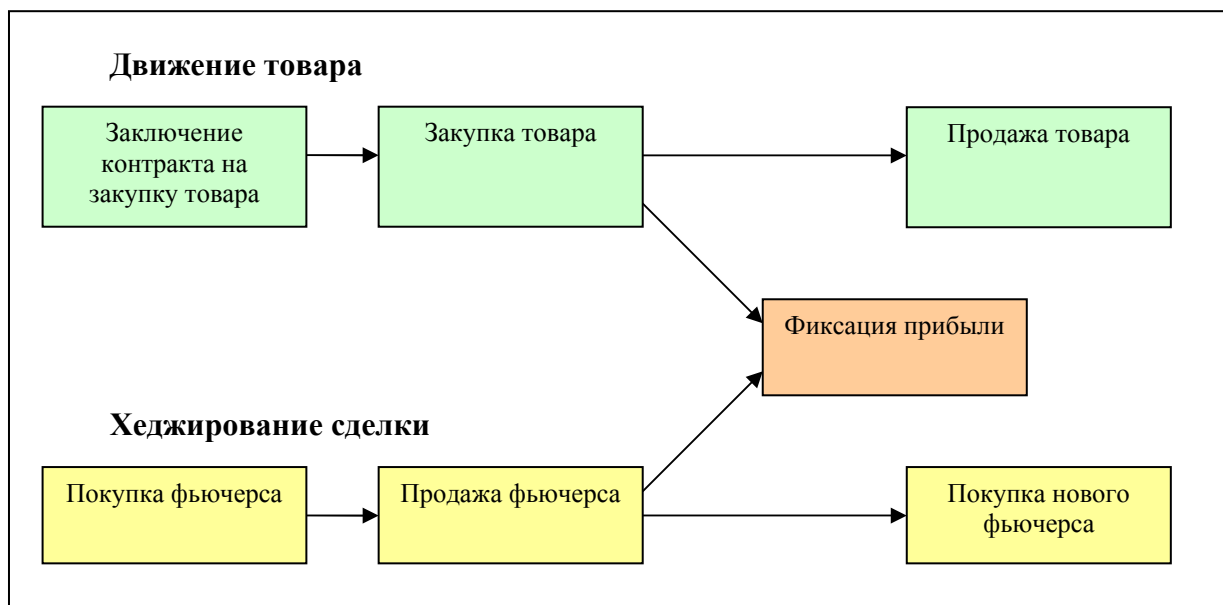 Движение товара
Заключение
контракта на
закупку товара
Закупка товара
Продажа товара
Фиксация прибыли
Хеджирование сделки
Покупка фьючерса
Продажа фьючерса
Покупка нового
фьючерса